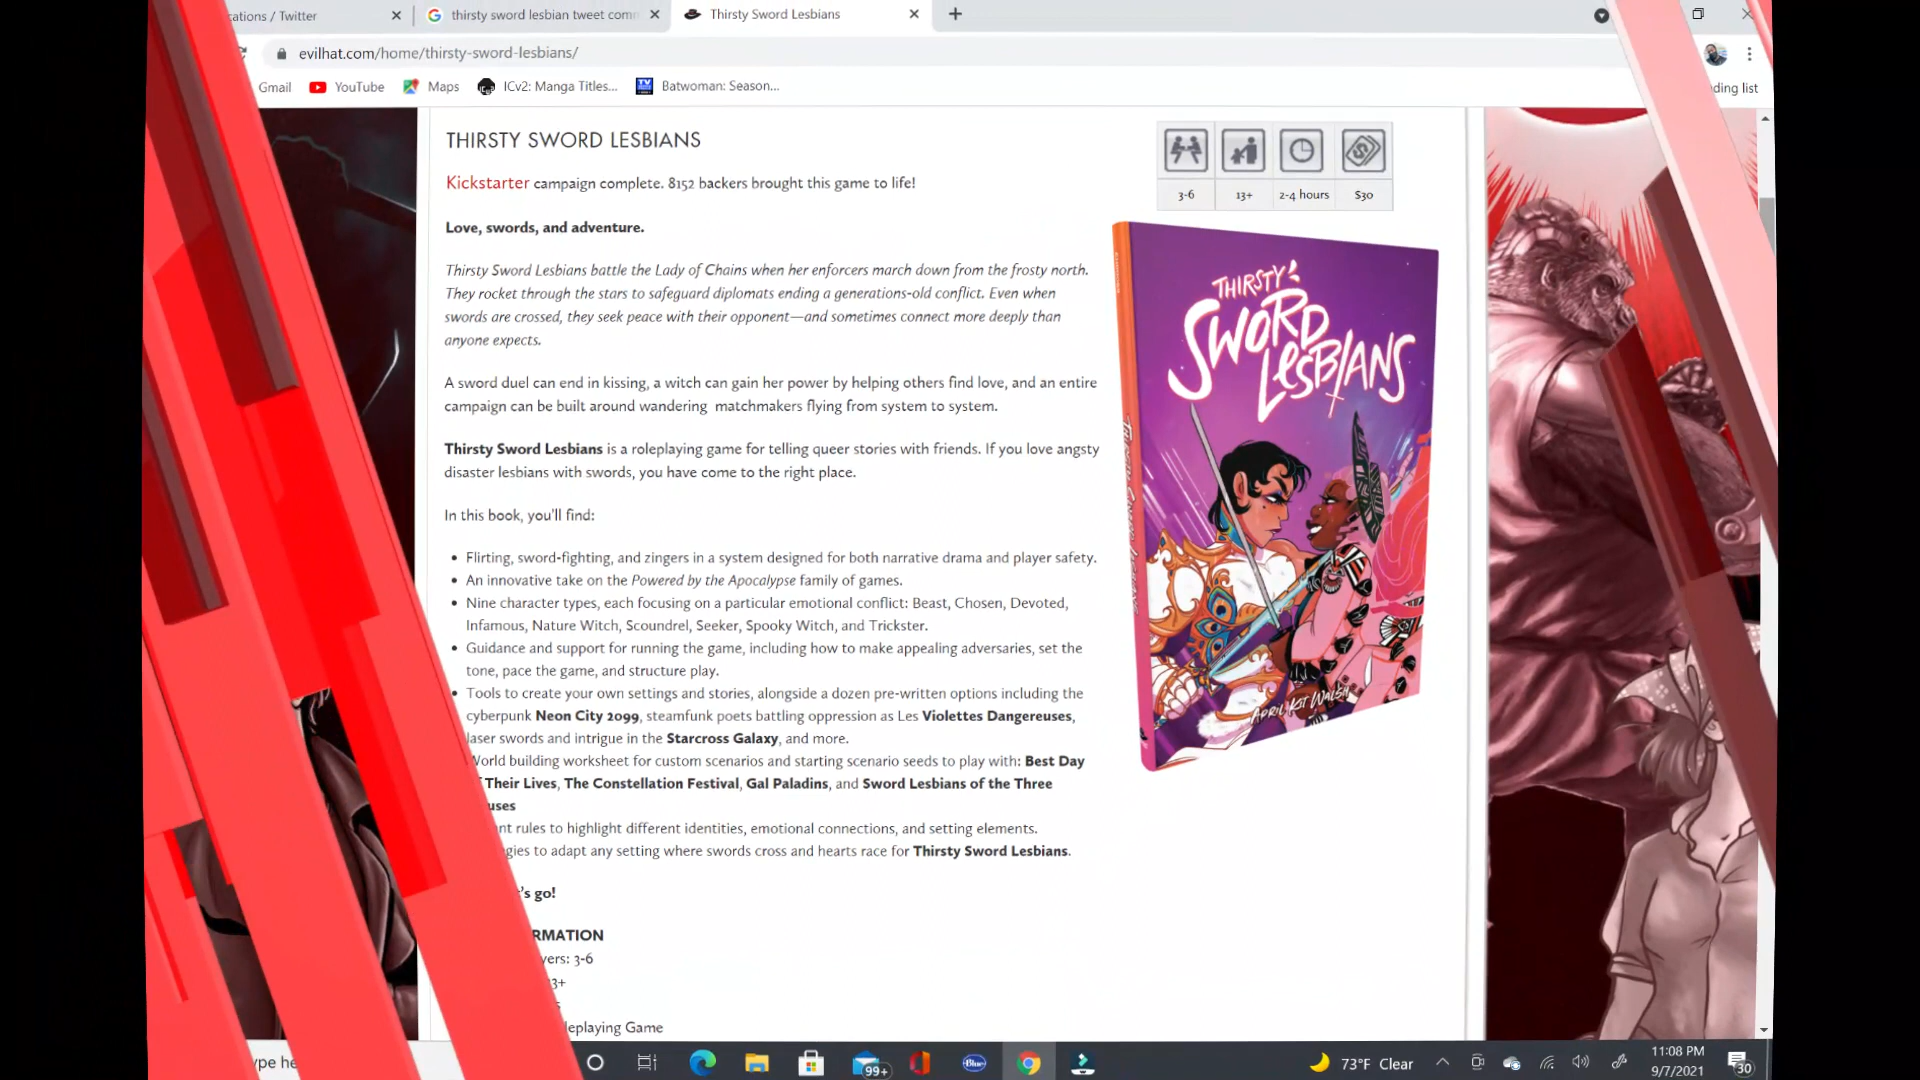 cations / Twitter
thirsty sword lesbian tweet com
Thirsty Sword Lesbians
evilhat.com/home/thirsty-sword-lesbians/
Gmail YouTube Maps ICv2: Manga Titles... Batwoman: Season... ding list
THIRSTY SWORD LESBIANS
Kickstarter campaign complete. 8152 backers brought this game to life!
3-6 13+ 2-4 hours $30
Love, swords, and adventure.
Thirsty Sword Lesbians battle the Lady of Chains when her enforcers march down from the frosty north.
They rocket through the stars to safeguard diplomats ending a generations-old conflict. Even when
swords are crossed, they seek peace with their opponent—and sometimes connect more deeply than
anyone expects.
A sword duel can end in kissing, a witch can gain her power by helping others find love, and an entire
campaign can be built around wandering matchmakers flying from system to system.
Thirsty Sword Lesbians is a roleplaying game for telling queer stories with friends. If you love angsty
disaster lesbians with swords, you have come to the right place.
In this book, you'll find:
• Flirting, sword-fighting, and zingers in a system designed for both narrative drama and player safety.
• An innovative take on the Powered by the Apocalypse family of games.
• Nine character types, each focusing on a particular emotional conflict: Beast, Chosen, Devoted,
Infamous, Nature Witch, Scoundrel, Seeker, Spooky Witch, and Trickster.
• Guidance and support for running the game, including how to make appealing adversaries, set the
tone, pace the game, and structure play.
• Tools to create your own settings and stories, alongside a dozen pre-written options including the
cyberpunk Neon City 2099, steamfunk poets battling oppression as Les Violettes Dangereuses,
laser swords and intrigue in the Starcross Galaxy, and more.
World building worksheet for custom scenarios and starting scenario seeds to play with: Best Day
Their Lives, The Constellation Festival, Gal Paladins, and Sword Lesbians of the Three
uses
nt rules to highlight different identities, emotional connections, and setting elements.
gies to adapt any setting where swords cross and hearts race for Thirsty Sword Lesbians.
's go!
RMATION
yers: 3-6
3+
leplaying Game
THIRSTY
SWORD
LESBIANS
APRIL KIT WALSH
ype he
99+
Blue
73°F Clear
11:08 PM
9/7/2021
30